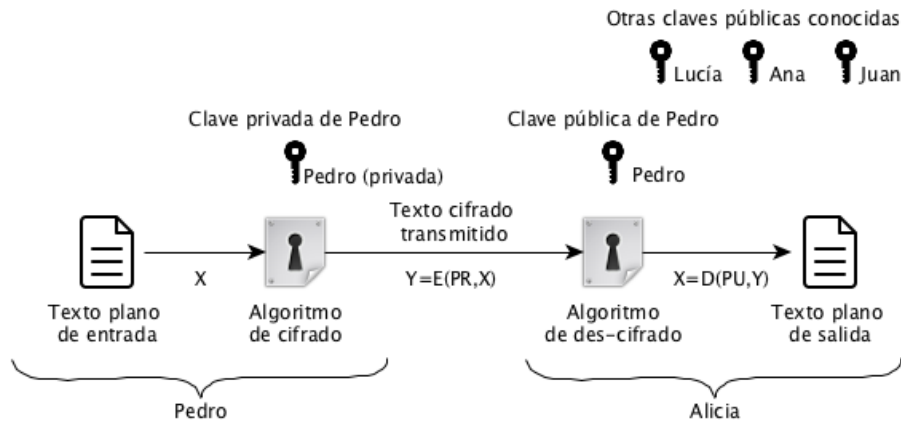 Otras claves públicas conocidas
Lucía
Ana
Juan
Clave privada de Pedro
Clave pública de Pedro
Pedro (privada)
Pedro
Texto cifrado
transmitido
X
Y=E(PR,X)
X=D(PU,Y)
Texto plano
de entrada
Algoritmo
de cifrado
Algoritmo
de des-cifrado
Texto plano
de salida
Pedro
Alicia